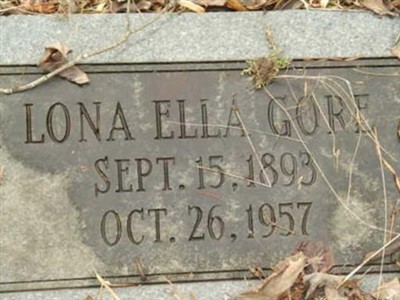 LONA ELLA GORE
SEPT. 15, 1893
OCT. 26, 1957